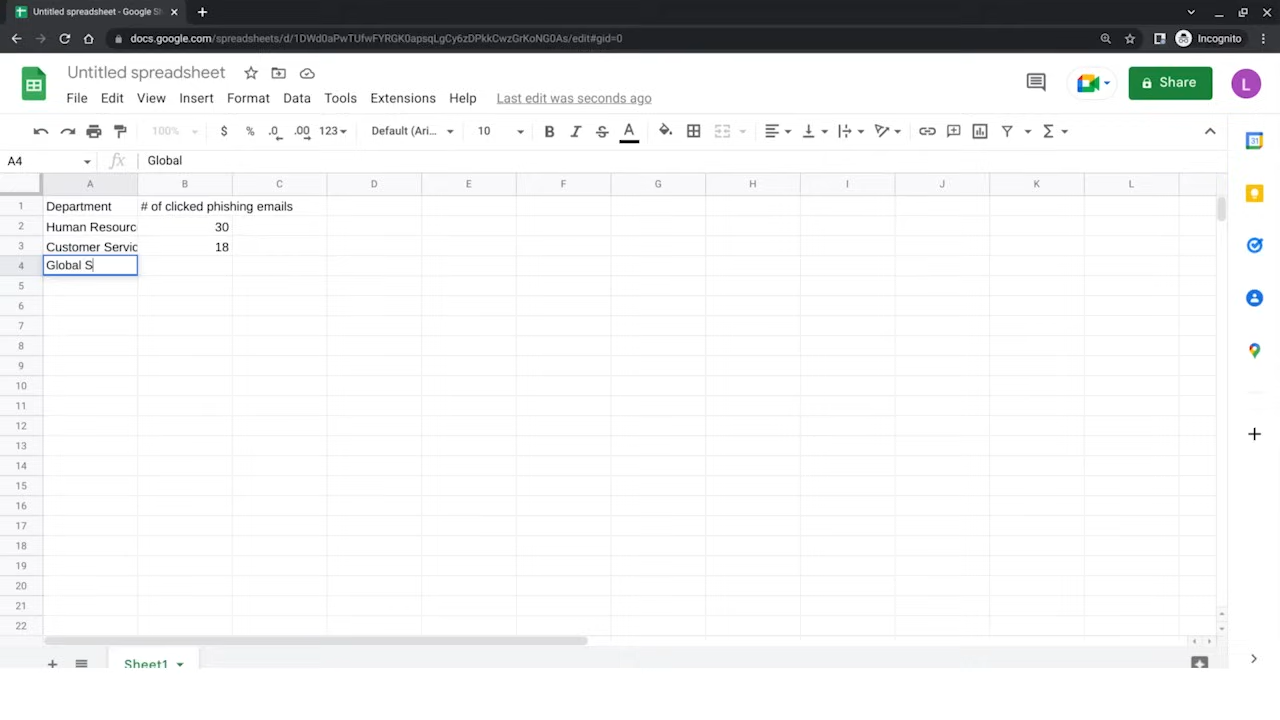 Untitled spreadsheet - Google Sh
docs.google.com/spreadsheets/d/1DWd0aPwTUfwFYRGK0apsqLgCy6zDPkkCwzGrKoNG0As/edit#gid=0
Incognito
Untitled spreadsheet
File Edit View Insert Format Data Tools Extensions Help Last edit was seconds ago
Share
L
100% $ % .0 .00 123 Default (Ari... 10 B I S A
A4 fx Global
A B C D E F G H I J K L
1 Department # of clicked phishing emails
2 Human Resourc 30
3 Customer Servic 18
4 Global S
5
6
7
8
9
10
11
12
13
14
15
16
17
18
19
20
21
22
Sheet1
31